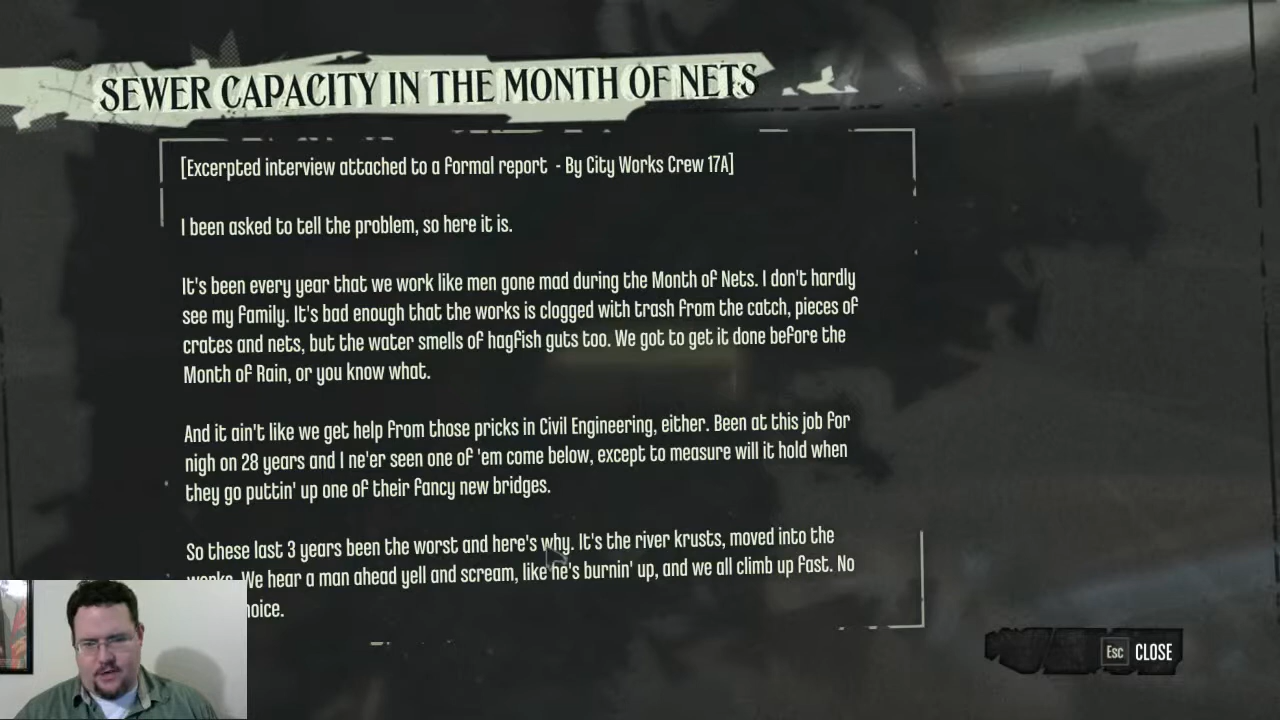 SEWER CAPACITY IN THE MONTH OF NETS
[Excerpted interview attached to a formal report - By City Works Crew 17A]
I been asked to tell the problem, so here it is.
It's been every year that we work like men gone mad during the Month of Nets. I don't hardly
see my family. It's bad enough that the works is clogged with trash from the catch, pieces of
crates and nets, but the water smells of hagfish guts too. We got to get it done before the
Month of Rain, or you know what.
And it ain't like we get help from those pricks in Civil Engineering, either. Been at this job for
nigh on 28 years and I ne'er seen one of 'em come below, except to measure will it hold when
they go puttin' up one of their fancy new bridges.
So these last 3 years been the worst and here's why. It's the river krusts, moved into the
works. We hear a man ahead yell and scream, like he's burnin' up, and we all climb up fast. No
Esc CLOSE